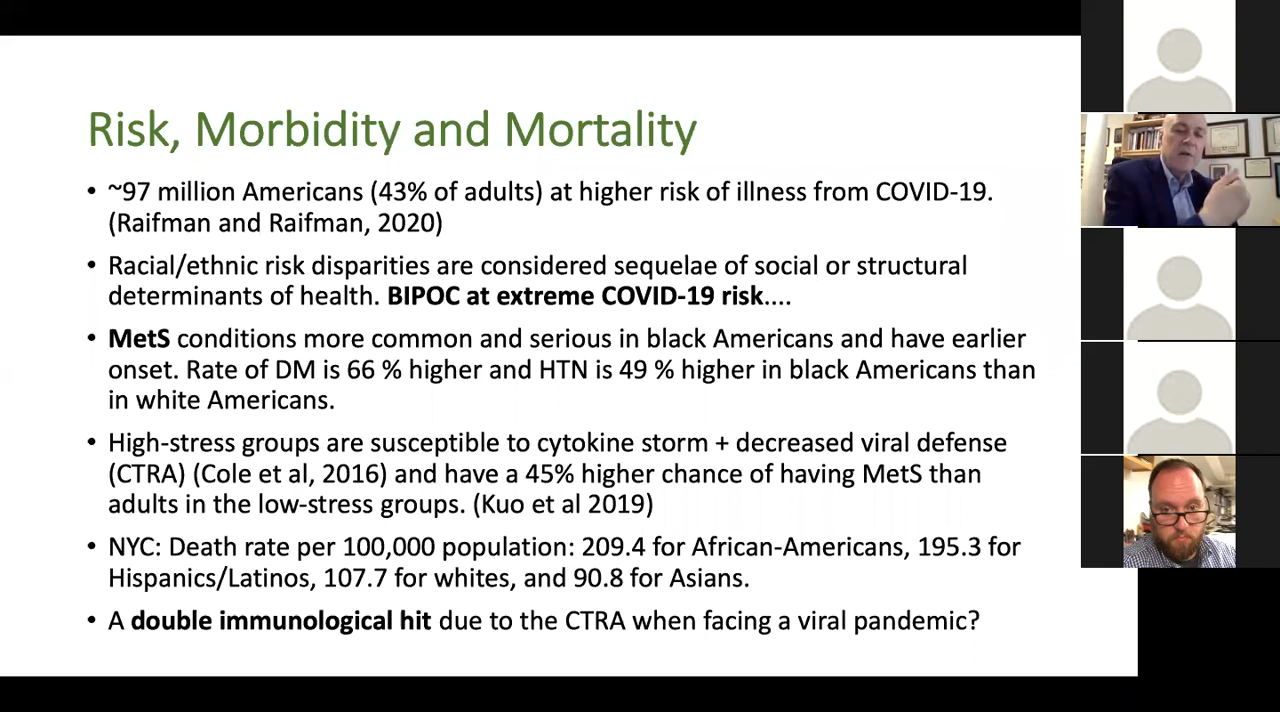 Risk, Morbidity and Mortality
• ~97 million Americans (43% of adults) at higher risk of illness from COVID-19.
(Raifman and Raifman, 2020)
• Racial/ethnic risk disparities are considered sequelae of social or structural
determinants of health. BIPOC at extreme COVID-19 risk....
• MetS conditions more common and serious in black Americans and have earlier
onset. Rate of DM is 66 % higher and HTN is 49 % higher in black Americans than
in white Americans.
• High-stress groups are susceptible to cytokine storm + decreased viral defense
(CTRA) (Cole et al, 2016) and have a 45% higher chance of having MetS than
adults in the low-stress groups. (Kuo et al 2019)
• NYC: Death rate per 100,000 population: 209.4 for African-Americans, 195.3 for
Hispanics/Latinos, 107.7 for whites, and 90.8 for Asians.
• A double immunological hit due to the CTRA when facing a viral pandemic?